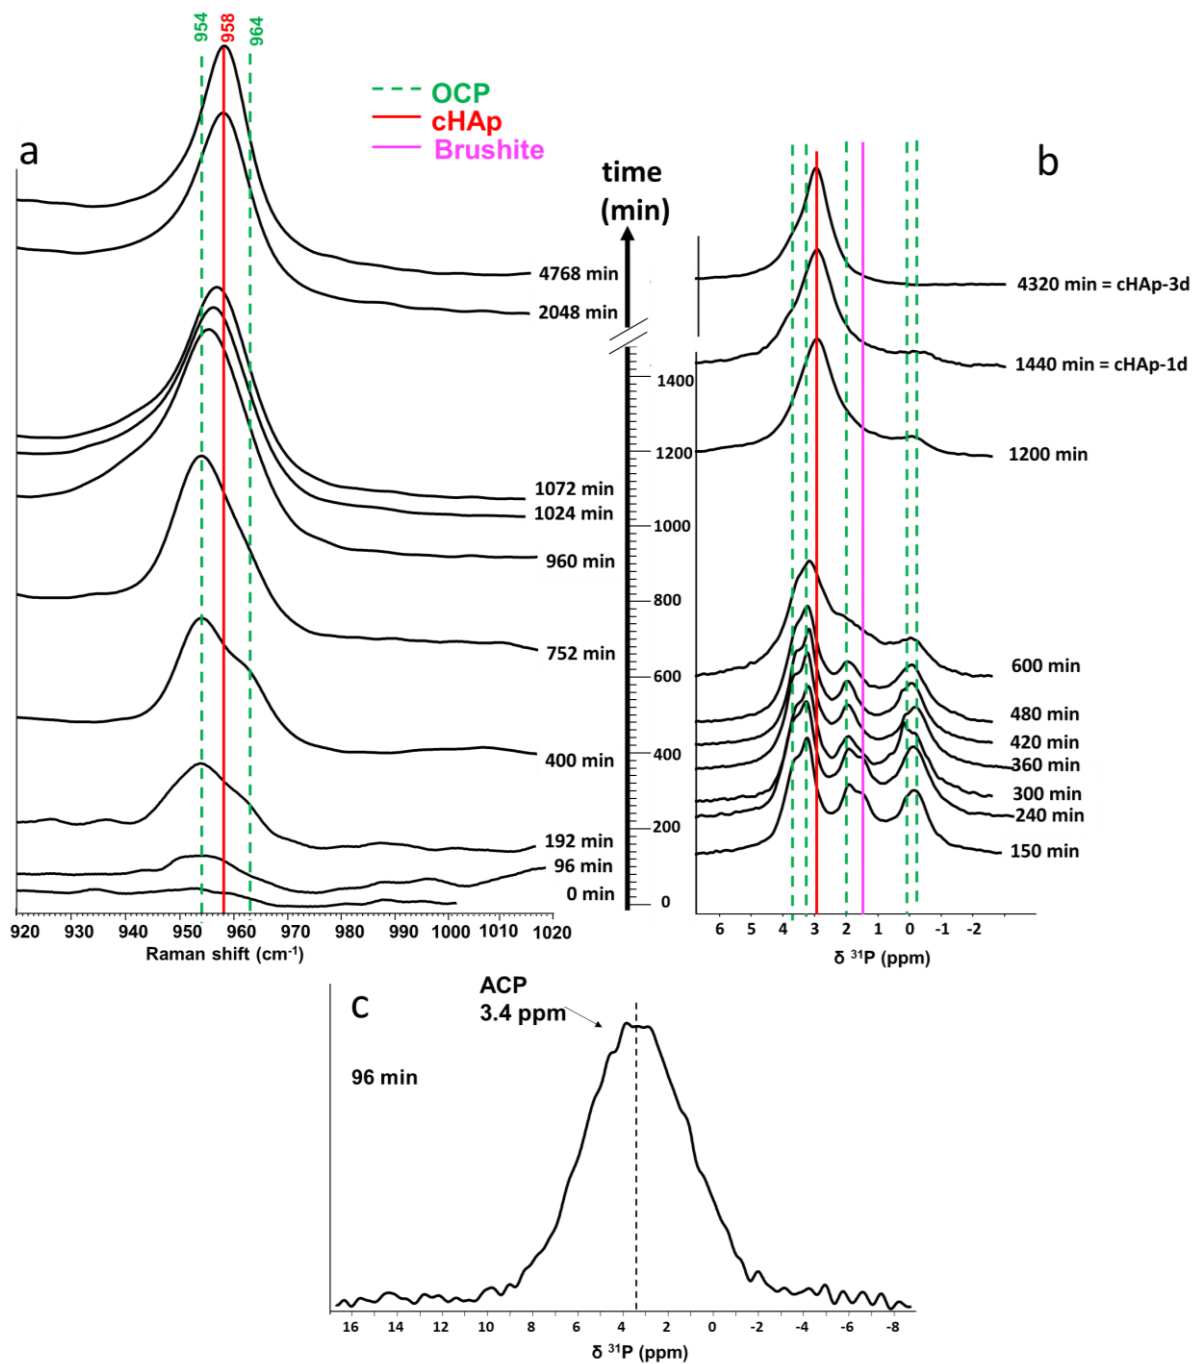 954
958
964
OCP
cHAp
Brushite
a
time
(min)
b
4768 min
2048 min
1072 min
1024 min
960 min
752 min
400 min
192 min
96 min
0 min
1400
1200
1000
800
600
400
200
0
4320 min = cHAp-3d
1440 min = cHAp-1d
1200 min
600 min
480 min
420 min
360 min
300 min
240 min
150 min
920 930 940 950 960 970 980 990 1000 1010 1020
Raman shift (cm⁻¹)
6 5 4 3 2 1 0 -1 -2
δ ³¹P (ppm)
c
ACP
3.4 ppm
96 min
16 14 12 10 8 6 4 2 0 -2 -4 -6 -8
δ ³¹P (ppm)